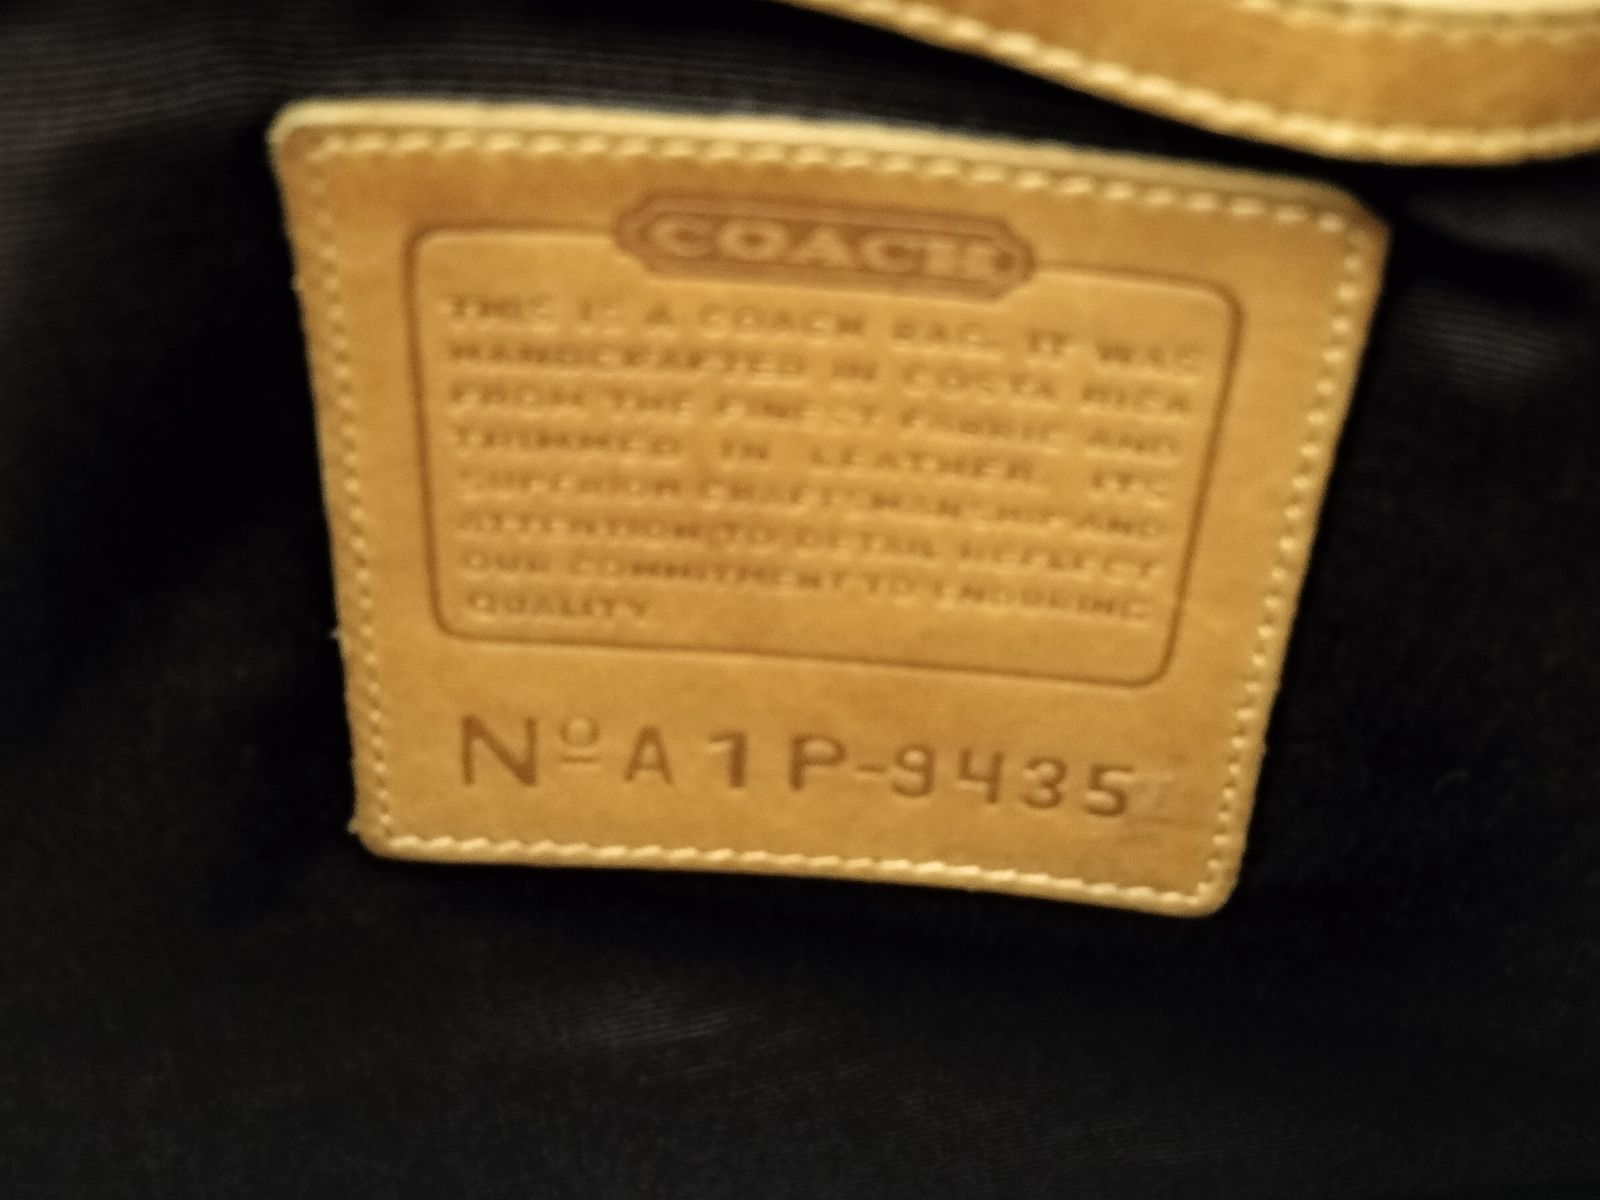 COACH
THIS IS A COACH BAG. IT WAS
HANDCRAFTED IN COSTA RICA
FROM THE FINEST FABRIC AND
TRIMMED IN LEATHER. ITS
SUPERIOR CRAFTSMANSHIP AND
ATTENTION TO DETAIL REFLECT
OUR COMMITMENT TO ENDURING
QUALITY
Nº A1P-9435